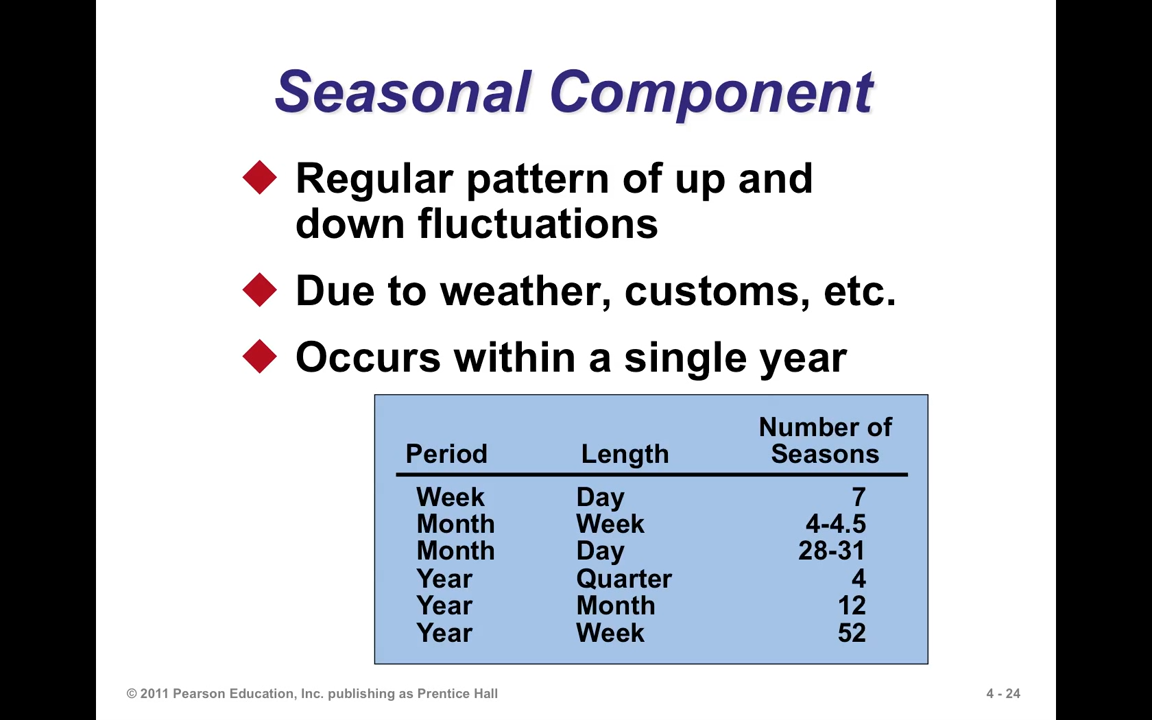 Seasonal Component
Regular pattern of up and
down fluctuations
Due to weather, customs, etc.
Occurs within a single year
Number of
Period Length Seasons
Week Day 7
Month Week 4-4.5
Month Day 28-31
Year Quarter 4
Year Month 12
Year Week 52
© 2011 Pearson Education, Inc. publishing as Prentice Hall 4 - 24